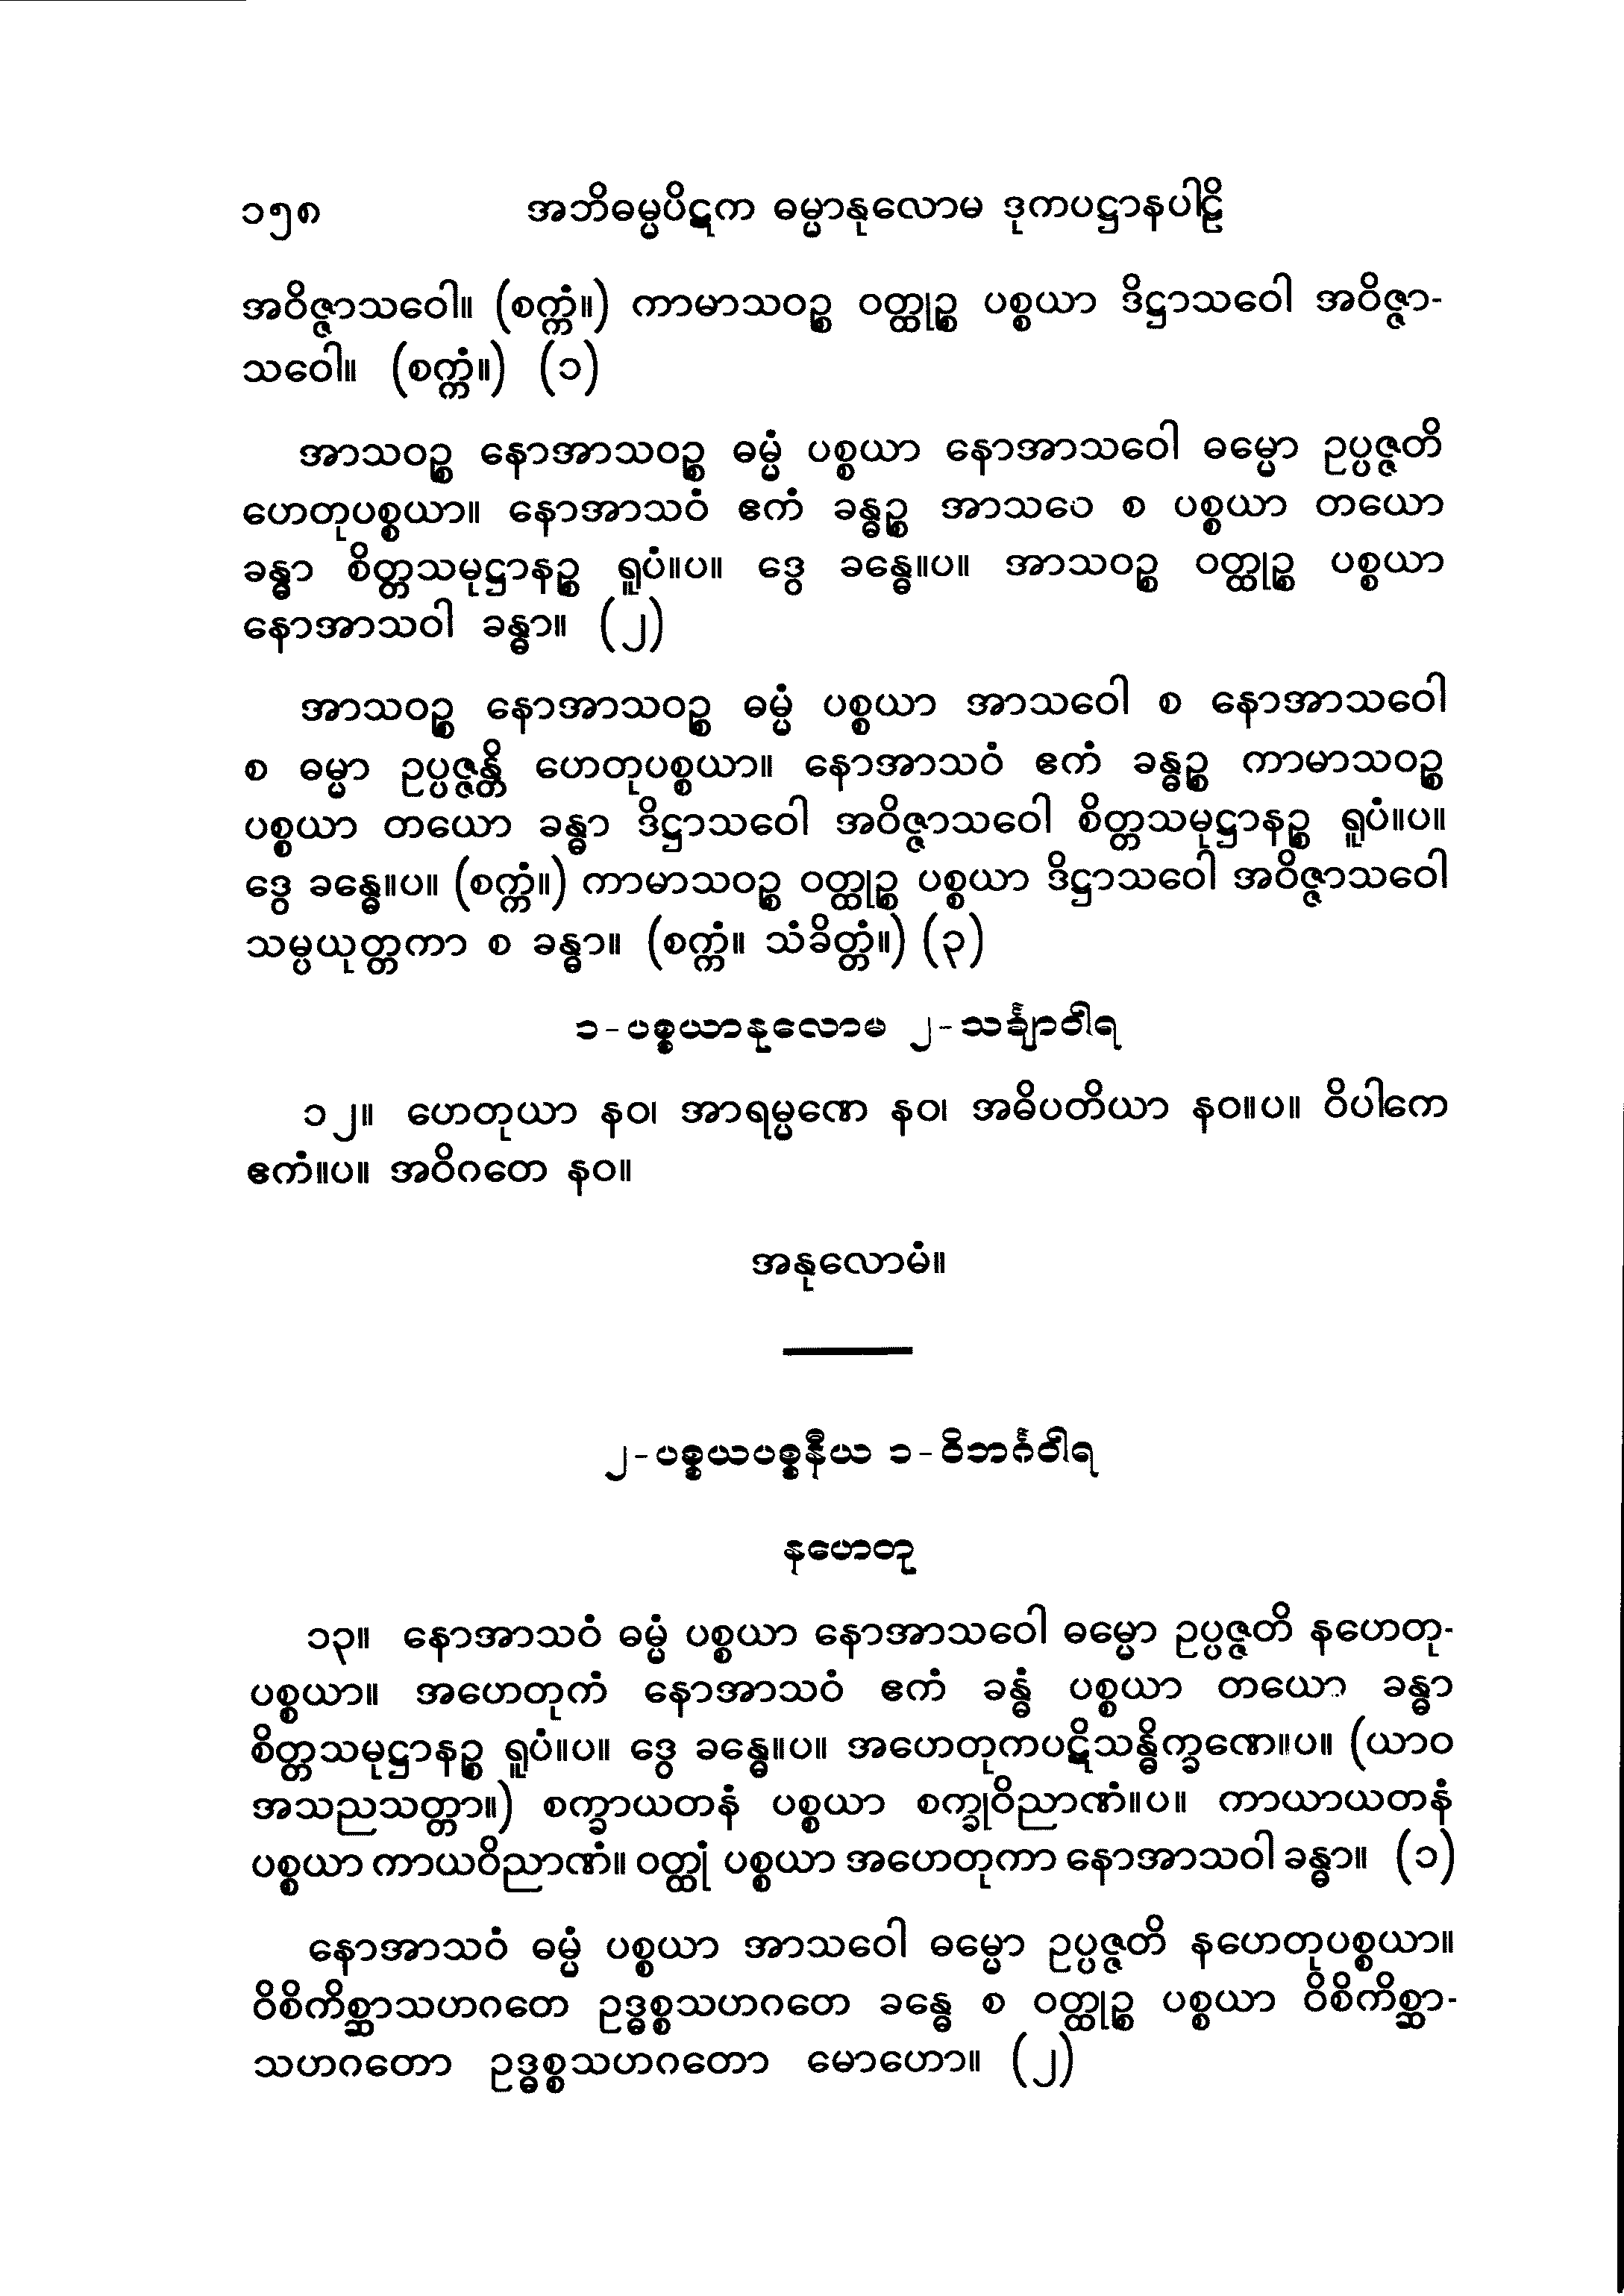 ၁၅၈ အဘိဓမ္မပိဋက ဓမ္မာနုလောမ ဒုကပဋ္ဌာနပါဠိ
အဝိဇ္ဇာသဝေါ။ (စက္ကံ။) ကာမာသဝဉ္စ ဝတ္ထုဉ္စ ပစ္စယာ ဒိဋ္ဌာသဝေါ အဝိဇ္ဇာ-
သဝေါ။ (စက္ကံ။) (၁)
အာသဝဉ္စ နောအာသဝဉ္စ ဓမ္မံ ပစ္စယာ နောအာသဝေါ ဓမ္မော ဥပ္ပဇ္ဇတိ
ဟေတုပစ္စယာ။ နောအာသဝံ ဧကံ ခန္ဓဉ္စ အာသဝေ စ ပစ္စယာ တယော
ခန္ဓာ စိတ္တသမုဋ္ဌာနဉ္စ ရူပံ။ပ။ ဒွေ ခန္ဓေ။ပ။ အာသဝဉ္စ ဝတ္ထုဉ္စ ပစ္စယာ
နောအာသဝါ ခန္ဓာ။ (၂)
အာသဝဉ္စ နောအာသဝဉ္စ ဓမ္မံ ပစ္စယာ အာသဝေါ စ နောအာသဝေါ
စ ဓမ္မာ ဥပ္ပဇ္ဇန္တိ ဟေတုပစ္စယာ။ နောအာသဝံ ဧကံ ခန္ဓဉ္စ ကာမာသဝဉ္စ
ပစ္စယာ တယော ခန္ဓာ ဒိဋ္ဌာသဝေါ အဝိဇ္ဇာသဝေါ စိတ္တသမုဋ္ဌာနဉ္စ ရူပံ။ပ။
ဒွေ ခန္ဓေ။ပ။ (စက္ကံ။) ကာမာသဝဉ္စ ဝတ္ထုဉ္စ ပစ္စယာ ဒိဋ္ဌာသဝေါ အဝိဇ္ဇာသဝေါ
သမ္ပယုတ္တကာ စ ခန္ဓာ။ (စက္ကံ။ သံခိတ္တံ။) (၃)
၁-ပစ္စယာနုလောမ ၂-သင်္ချာဝါရ
၁၂။ ဟေတုယာ နဝ၊ အာရမ္မဏေ နဝ၊ အဓိပတိယာ နဝ။ပ။ ဝိပါကေ
ဧကံ။ပ။ အဝိဂတေ နဝ။
အနုလောမံ။
၂-ပစ္စယပစ္စနီယ ၁-ဝိဘင်္ဂဝါရ
နဟေတု
၁၃။ နောအာသဝံ ဓမ္မံ ပစ္စယာ နောအာသဝေါ ဓမ္မော ဥပ္ပဇ္ဇတိ နဟေတု-
ပစ္စယာ။ အဟေတုကံ နောအာသဝံ ဧကံ ခန္ဓံ ပစ္စယာ တယော ခန္ဓာ
စိတ္တသမုဋ္ဌာနဉ္စ ရူပံ။ပ။ ဒွေ ခန္ဓေ။ပ။ အဟေတုကပဋိသန္ဓိက္ခဏေ။ပ။ (ယာဝ
အသညသတ္တာ။) စက္ခာယတနံ ပစ္စယာ စက္ခုဝိညာဏံ။ပ။ ကာယာယတနံ
ပစ္စယာ ကာယဝိညာဏံ။ ဝတ္ထုံ ပစ္စယာ အဟေတုကာ နောအာသဝါ ခန္ဓာ။ (၁)
နောအာသဝံ ဓမ္မံ ပစ္စယာ အာသဝေါ ဓမ္မော ဥပ္ပဇ္ဇတိ နဟေတုပစ္စယာ။
ဝိစိကိစ္ဆာသဟဂတေ ဥဒ္ဓစ္စသဟဂတေ ခန္ဓေ စ ဝတ္ထုဉ္စ ပစ္စယာ ဝိစိကိစ္ဆာ-
သဟဂတော ဥဒ္ဓစ္စသဟဂတော မောဟော။ (၂)